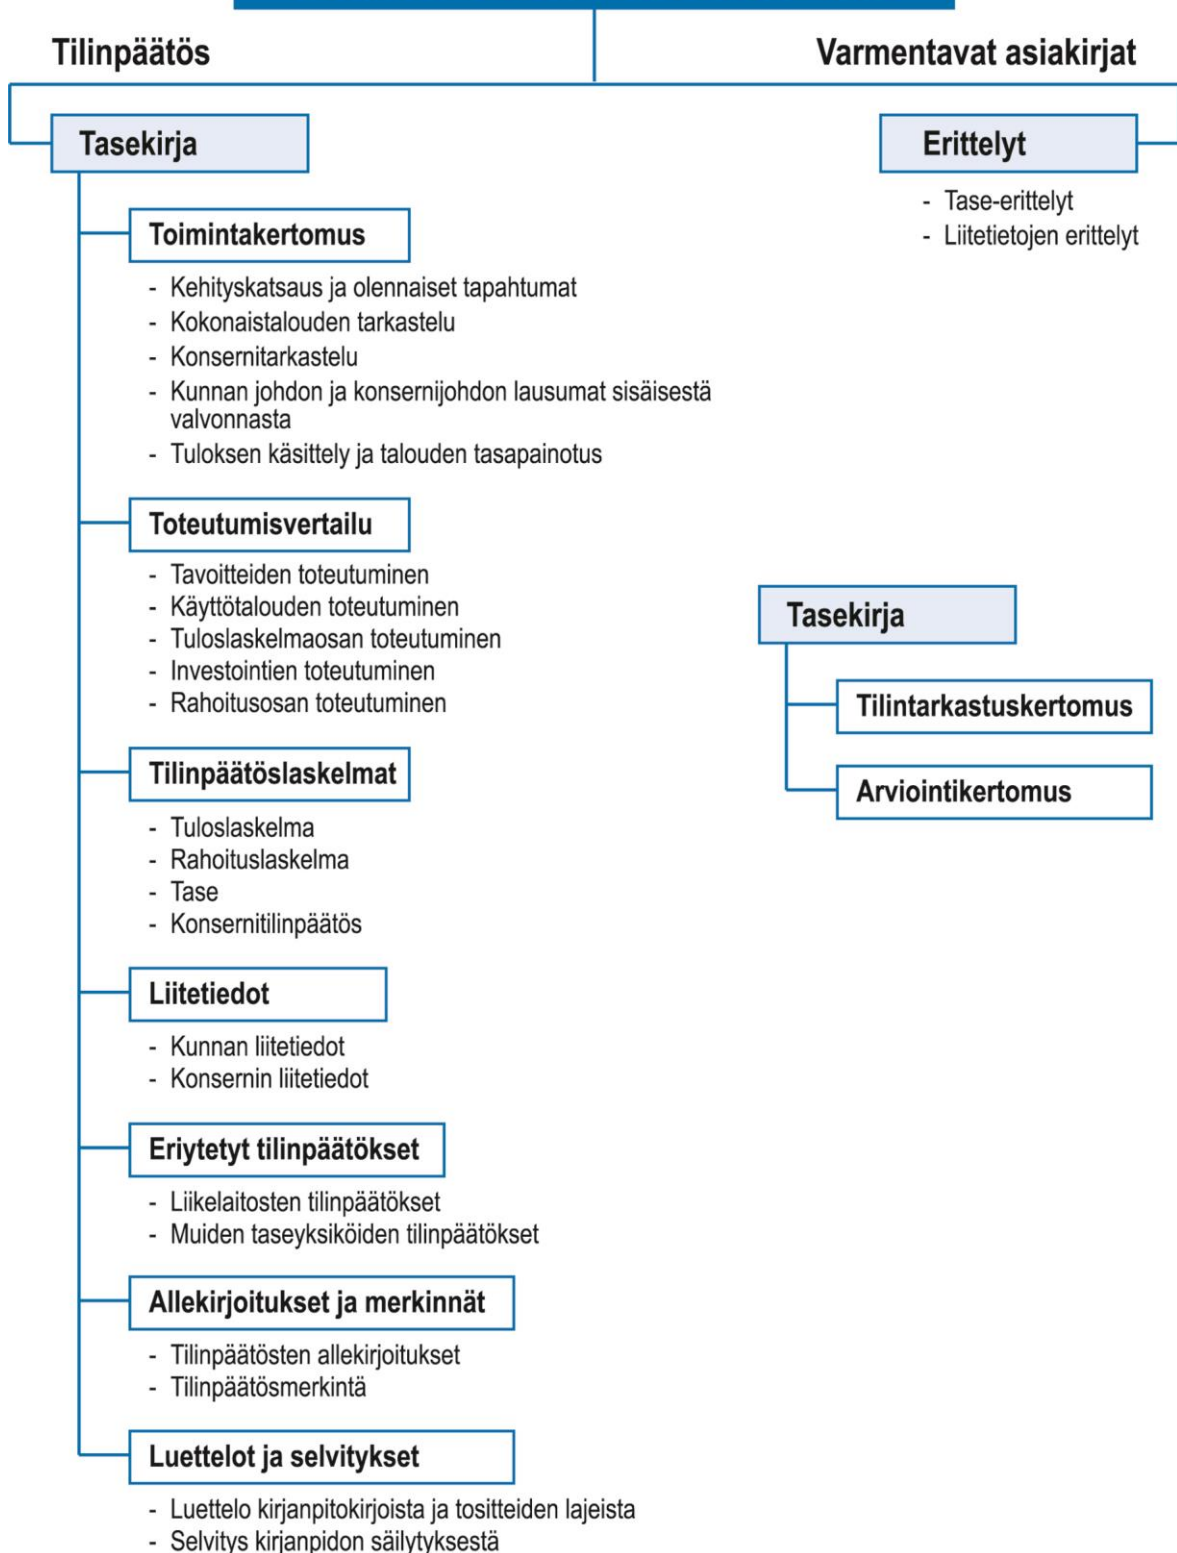 Tilinpäätös
Varmentavat asiakirjat
Tasekirja
Toimintakertomus
- Kehityskatsaus ja olennaiset tapahtumat
- Kokonaistalouden tarkastelu
- Konsernitarkastelu
- Kunnan johdon ja konsernijohdon lausumat sisäisestä
valvonnasta
- Tuloksen käsittely ja talouden tasapainotus
Toteutumisvertailu
- Tavoitteiden toteutuminen
- Käyttötalouden toteutuminen
- Tuloslaskelmaosan toteutuminen
- Investointien toteutuminen
- Rahoitusosan toteutuminen
Tilinpäätöslaskelmat
- Tuloslaskelma
- Rahoituslaskelma
- Tase
- Konsernitilinpäätös
Liitetiedot
- Kunnan liitetiedot
- Konsernin liitetiedot
Eriytetyt tilinpäätökset
- Liikelaitosten tilinpäätökset
- Muiden taseyksiköiden tilinpäätökset
Allekirjoitukset ja merkinnät
- Tilinpäätösten allekirjoitukset
- Tilinpäätösmerkintä
Luettelot ja selvitykset
- Luettelo kirjanpitokirjoista ja tositteiden lajeista
- Selvitys kirjanpidon säilytyksestä
Erittelyt
- Tase-erittelyt
- Liitetietojen erittelyt
Tasekirja
Tilintarkastuskertomus
Arviointikertomus